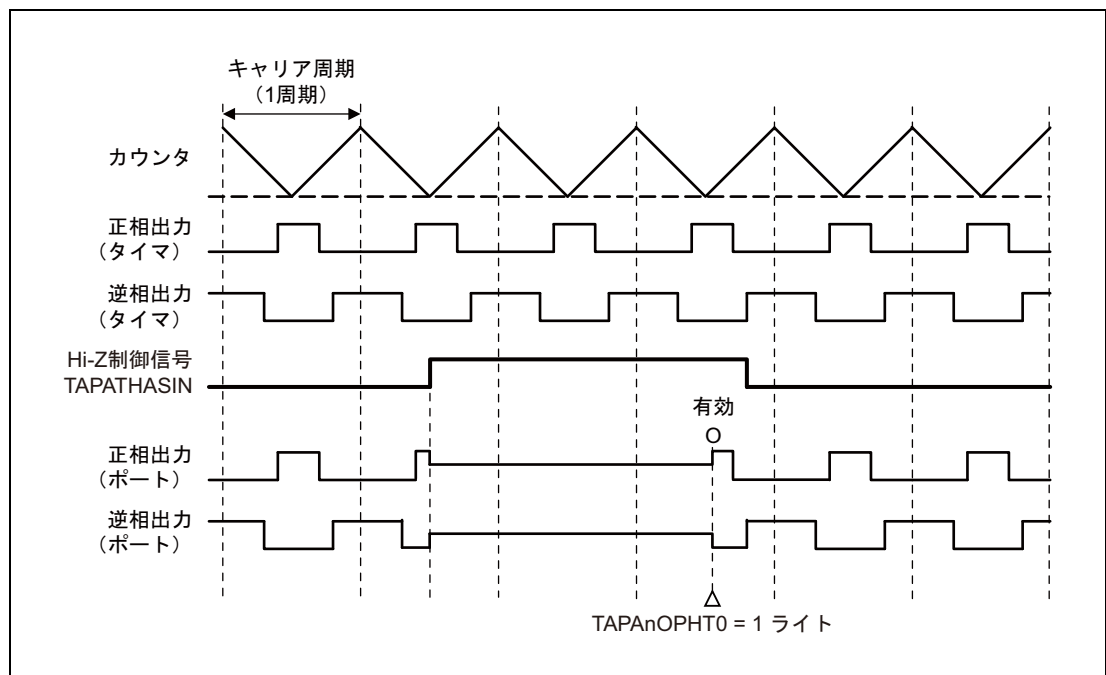 キャリア周期
（1周期）
カウンタ
正相出力
（タイマ）
逆相出力
（タイマ）
Hi-Z制御信号
TAPATHASIN
有効
O
正相出力
（ポート）
逆相出力
（ポート）
TAPAnOPHT0 = 1 ライト